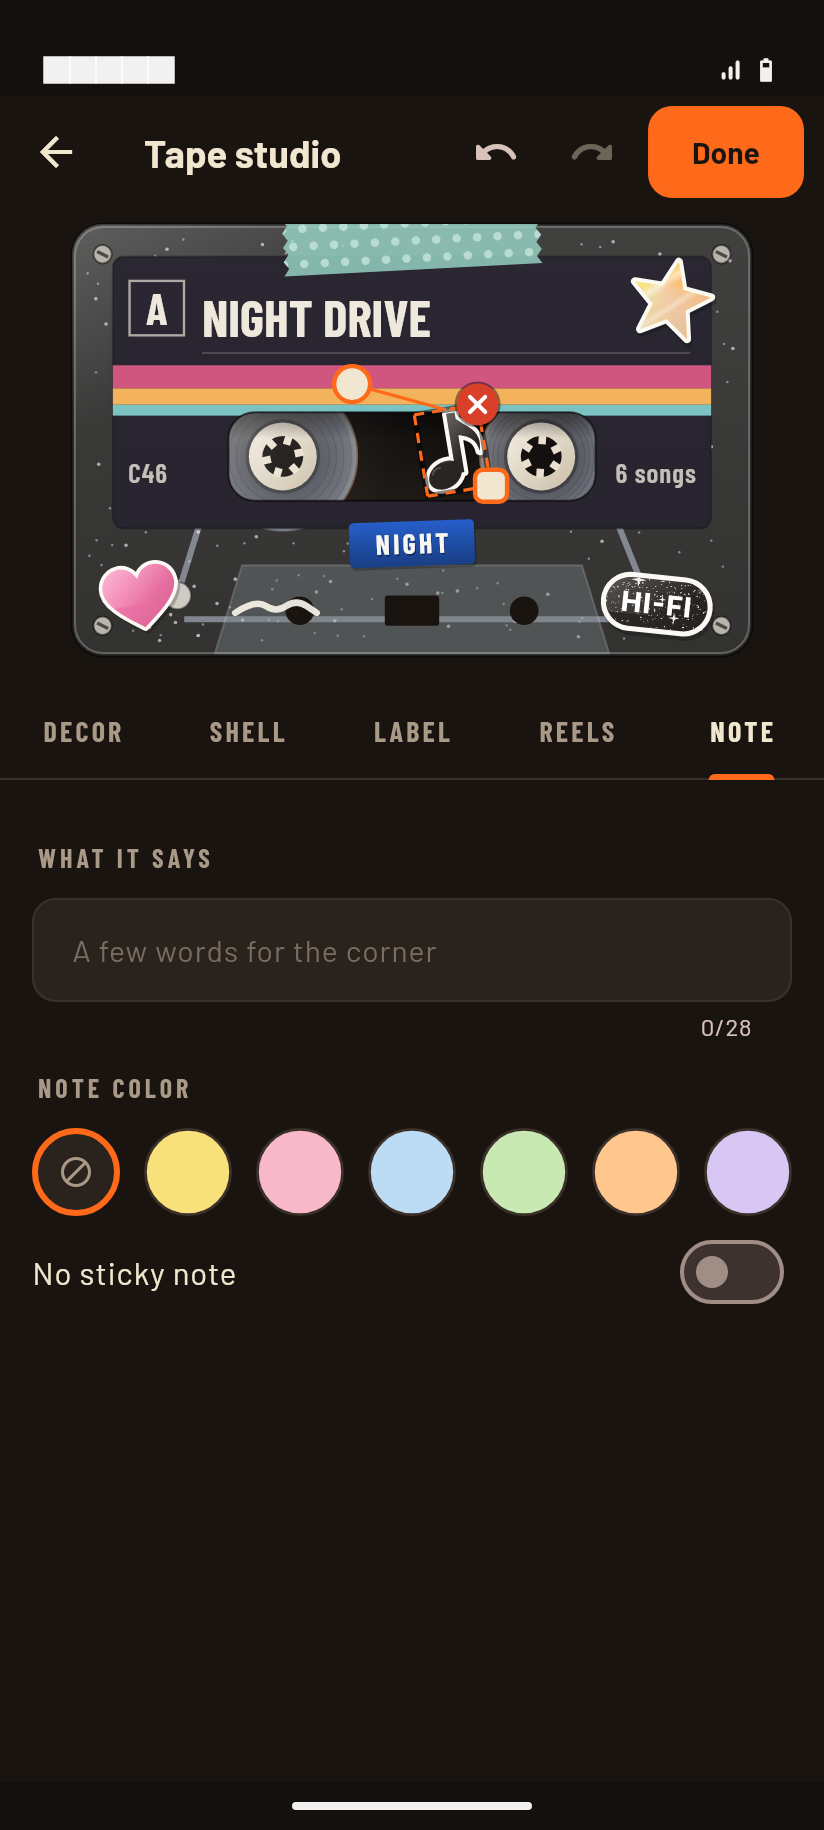 Tape studio
Done
A
NIGHT DRIVE
C46
6 songs
NIGHT
HI-FI
DECOR
SHELL
LABEL
REELS
NOTE
WHAT IT SAYS
A few words for the corner
0/28
NOTE COLOR
No sticky note